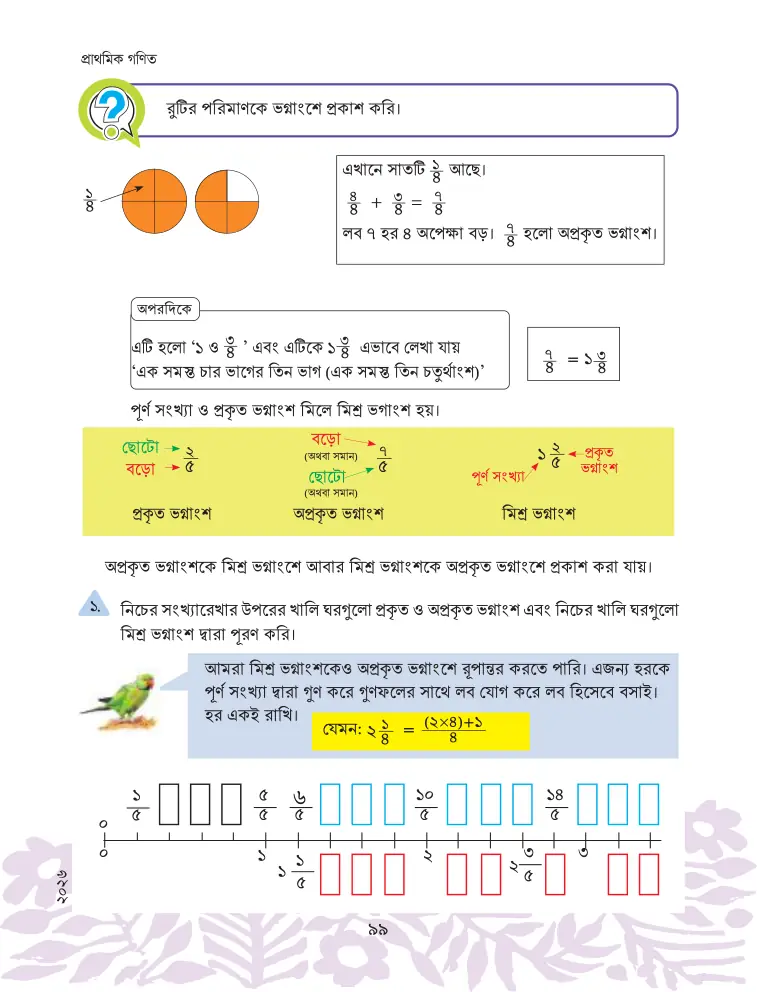 প্রাথমিক গণিত
রুটির পরিমাণকে ভগ্নাংশে প্রকাশ করি।
১/৪
এখানে সাতটি ১/৪ আছে।
৪/৪ + ৩/৪ = ৭/৪
লব ৭ হর ৪ অপেক্ষা বড়। ৭/৪ হলো অপ্রকৃত ভগ্নাংশ।
অপরদিকে
এটি হলো ‘১ ও ৩/৪ ’ এবং এটিকে ১ ৩/৪ এভাবে লেখা যায়
‘এক সমস্ত চার ভাগের তিন ভাগ (এক সমস্ত তিন চতুর্থাংশ)’
৭/৪ = ১ ৩/৪
পূর্ণ সংখ্যা ও প্রকৃত ভগ্নাংশ মিলে মিশ্র ভগাংশ হয়।
ছোটো
বড়ো
২/৫
প্রকৃত ভগ্নাংশ
বড়ো
(অথবা সমান)
৭/৫
ছোটো
(অথবা সমান)
অপ্রকৃত ভগ্নাংশ
১ ২/৫
প্রকৃত
ভগ্নাংশ
পূর্ণ সংখ্যা
মিশ্র ভগ্নাংশ
অপ্রকৃত ভগ্নাংশকে মিশ্র ভগ্নাংশে আবার মিশ্র ভগ্নাংশকে অপ্রকৃত ভগ্নাংশে প্রকাশ করা যায়।
১. নিচের সংখ্যারেখার উপরের খালি ঘরগুলো প্রকৃত ও অপ্রকৃত ভগ্নাংশ এবং নিচের খালি ঘরগুলো
মিশ্র ভগ্নাংশ দ্বারা পূরণ করি।
আমরা মিশ্র ভগ্নাংশকেও অপ্রকৃত ভগ্নাংশে রূপান্তর করতে পারি। এজন্য হরকে
পূর্ণ সংখ্যা দ্বারা গুণ করে গুণফলের সাথে লব যোগ করে লব হিসেবে বসাই।
হর একই রাখি।
যেমন: ২ ১/৪ = (২×৪)+১/৪
০ ১/৫ ৫/৫ ৬/৫ ১০/৫ ১৪/৫
০ ১ ১ ১/৫ ২ ২ ৩/৫ ৩
২০২৬
৯৯